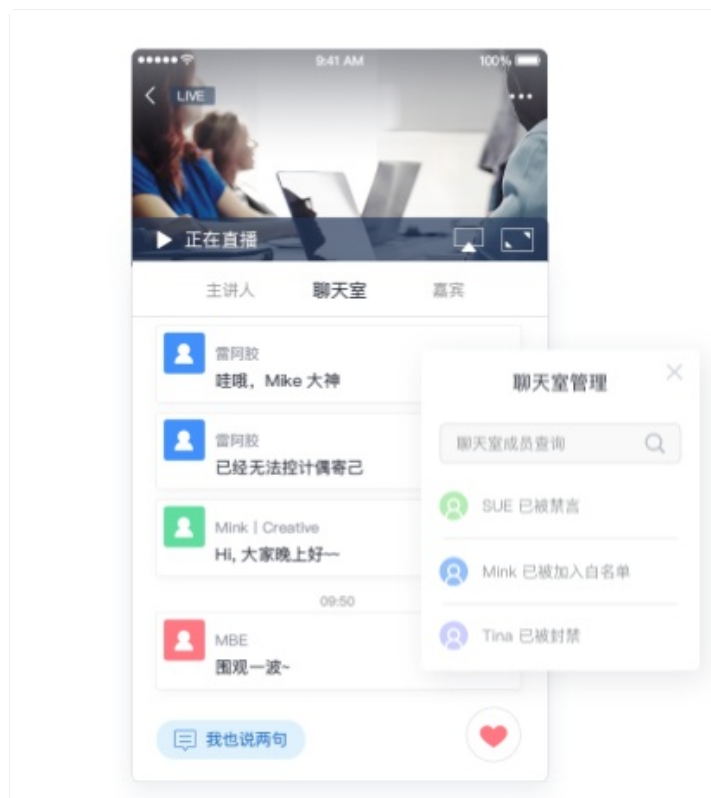 9:41 AM
100%
LIVE
正在直播
主讲人
聊天室
嘉宾
雷阿胶
哇哦，Mike 大神
雷阿胶
已经无法控计偶寄己
Mink | Creative
Hi, 大家晚上好~~
09:50
MBE
围观一波~
我也说两句
聊天室管理
聊天室成员查询
SUE 已被禁言
Mink 已被加入自名单
Tina 已被封禁